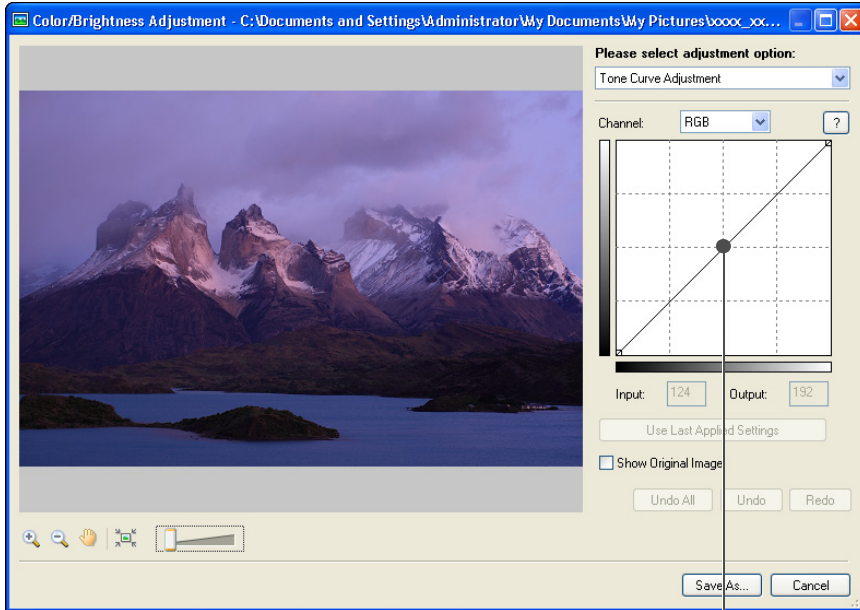 Color/Brightness Adjustment - C:\Documents and Settings\Administrator\My Documents\My Pictures\xxxx_xx...
Please select adjustment option:
Tone Curve Adjustment
Channel: RGB ?
Input: 124 Output: 192
Use Last Applied Settings
Show Original Image
Undo All Undo Redo
Save As... Cancel